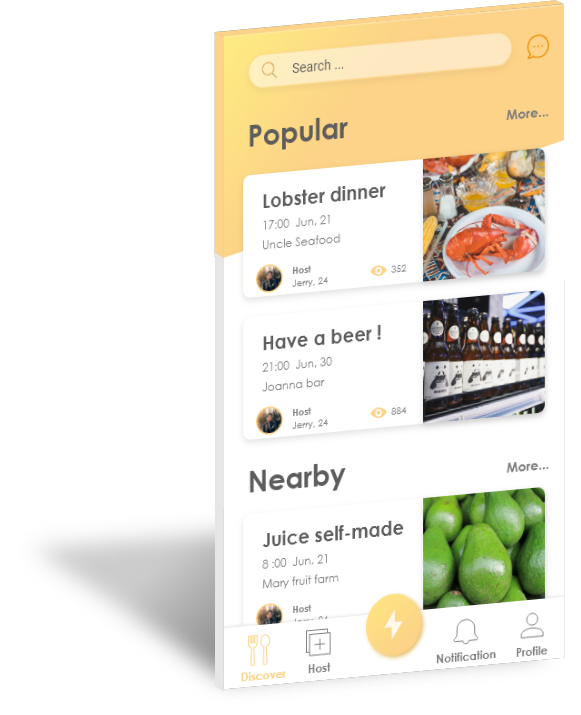 Search ...
Popular
More...
Lobster dinner
17:00 Jun, 21
Uncle Seafood
Host
Jerry, 24
352
Have a beer !
21:00 Jun, 30
Joanna bar
Host
Jerry, 24
884
Nearby
More...
Juice self-made
8 :00 Jun, 21
Mary fruit farm
Host
Discover
Host
Notification
Profile